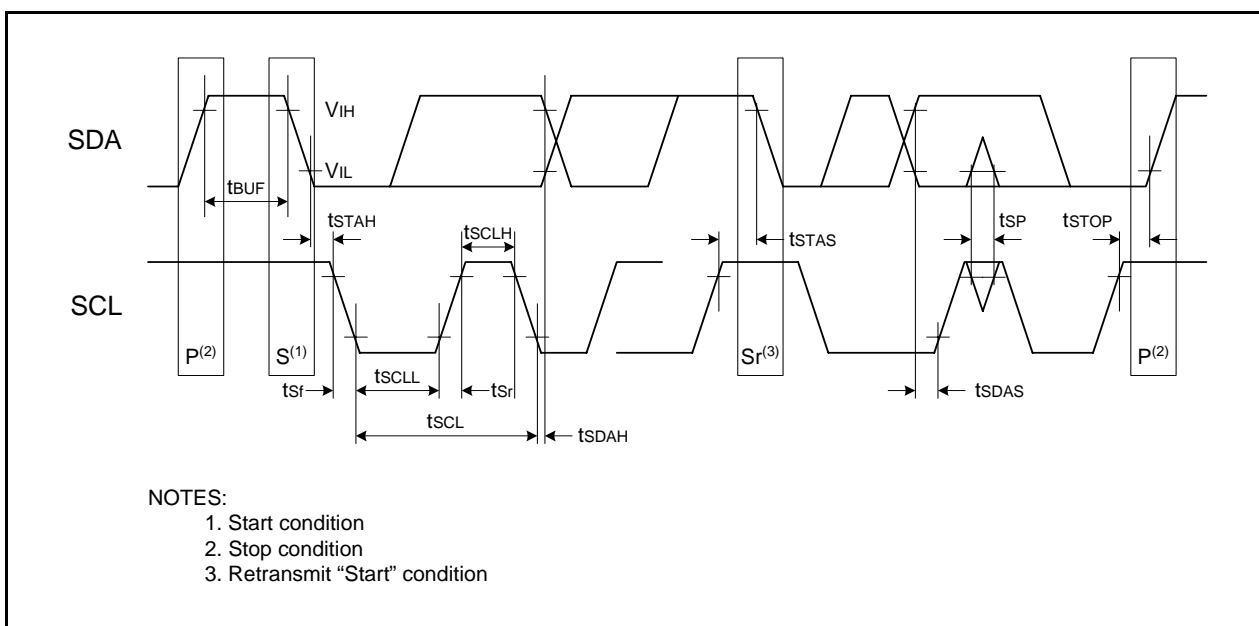 SDA
VIH
VIL
tBUF
tSTAH
tSCLH
tSTAS
tSP
tSTOP
SCL
P(2)
S(1)
Sr(3)
P(2)
tSf
tSCLL
tSr
tSDAS
tSCL
tSDAH
NOTES:
1. Start condition
2. Stop condition
3. Retransmit “Start” condition